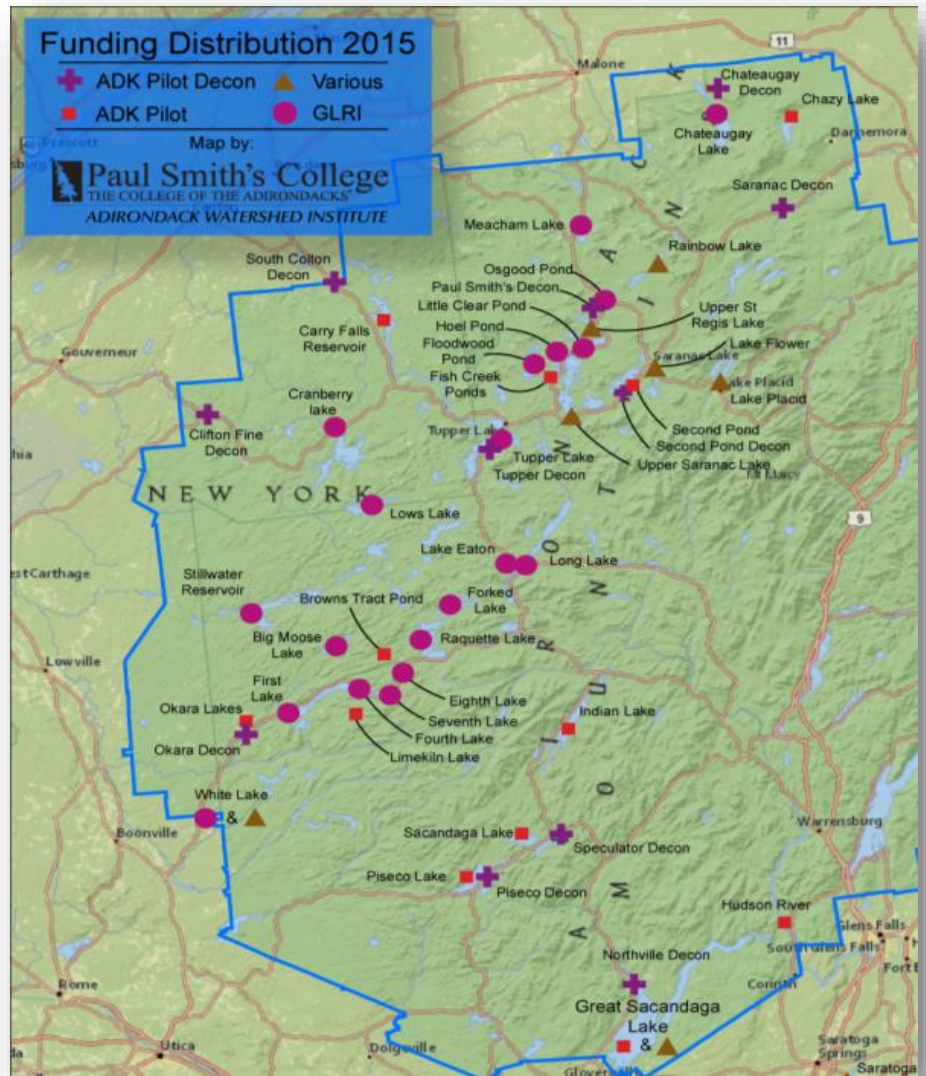 Funding Distribution 2015
ADK Pilot Decon
Various
ADK Pilot
GLRI
Map by:
Paul Smith's College
THE COLLEGE OF THE ADIRONDACKS
ADIRONDACK WATERSHED INSTITUTE
11
Malone
Chateaugay
Decon
Chazy Lake
Chateaugay
Lake
Dannemora
Saranac Decon
Meacham Lake
Rainbow Lake
South Colton
Decon
Osgood Pond
Paul Smith's Decon
Little Clear Pond
Upper St
Regis Lake
Carry Falls
Reservoir
Hoel Pond
Floodwood
Pond
Saranac Lake
Lake Flower
Gouverneur
Fish Creek
Ponds
Lake Placid
Lake Placid
Cranberry
lake
Clifton Fine
Decon
Tupper Lake
Second Pond
Second Pond Decon
Tupper Lake
Upper Saranac Lake
Tupper Decon
NEW YORK
Lows Lake
9
Lake Eaton
Long Lake
Carthage
Stillwater
Reservoir
Browns Tract Pond
Forked
Lake
Big Moose
Lake
Raquette Lake
Lowville
First
Lake
Eighth Lake
Okara Lakes
Seventh Lake
Indian Lake
Fourth Lake
Okara Decon
Limekiln Lake
White Lake
&
Boonville
Warrensburg
Sacandaga Lake
Speculator Decon
Piseco Lake
Piseco Decon
Hudson River
Glens Falls
South Glens Falls
Northville Decon
Corinth
Rome
Great Sacandaga
Lake
&
Utica
Dolgeville
Saratoga
Springs
Saratoga
A M O U R N T O N I A N C K